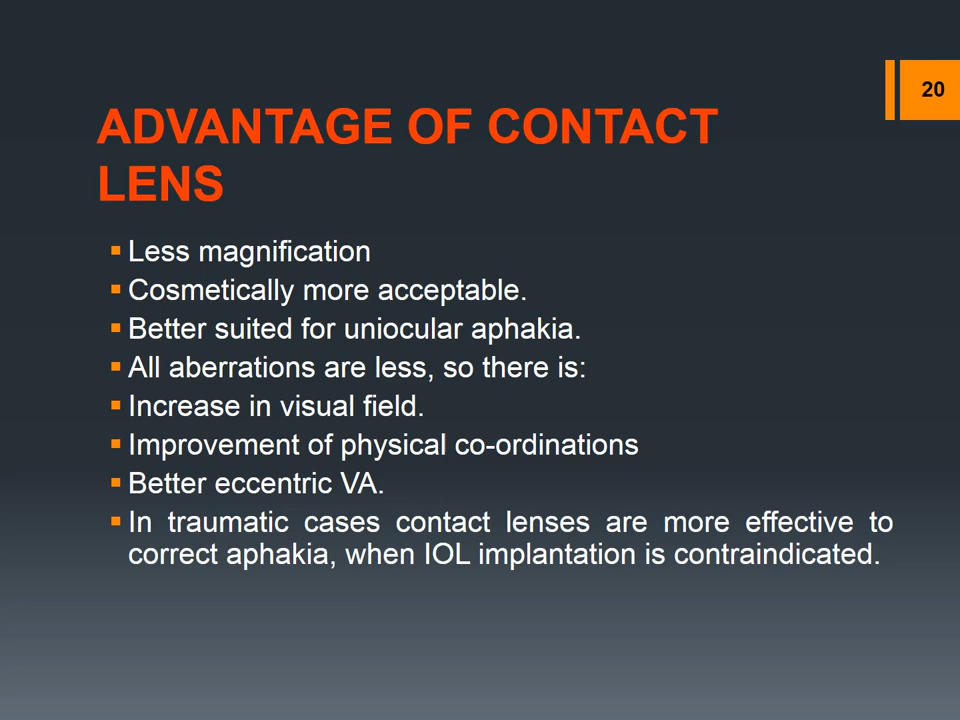 20
ADVANTAGE OF CONTACT
LENS
▪ Less magnification
▪ Cosmetically more acceptable.
▪ Better suited for uniocular aphakia.
▪ All aberrations are less, so there is:
▪ Increase in visual field.
▪ Improvement of physical co-ordinations
▪ Better eccentric VA.
▪ In traumatic cases contact lenses are more effective to
correct aphakia, when IOL implantation is contraindicated.